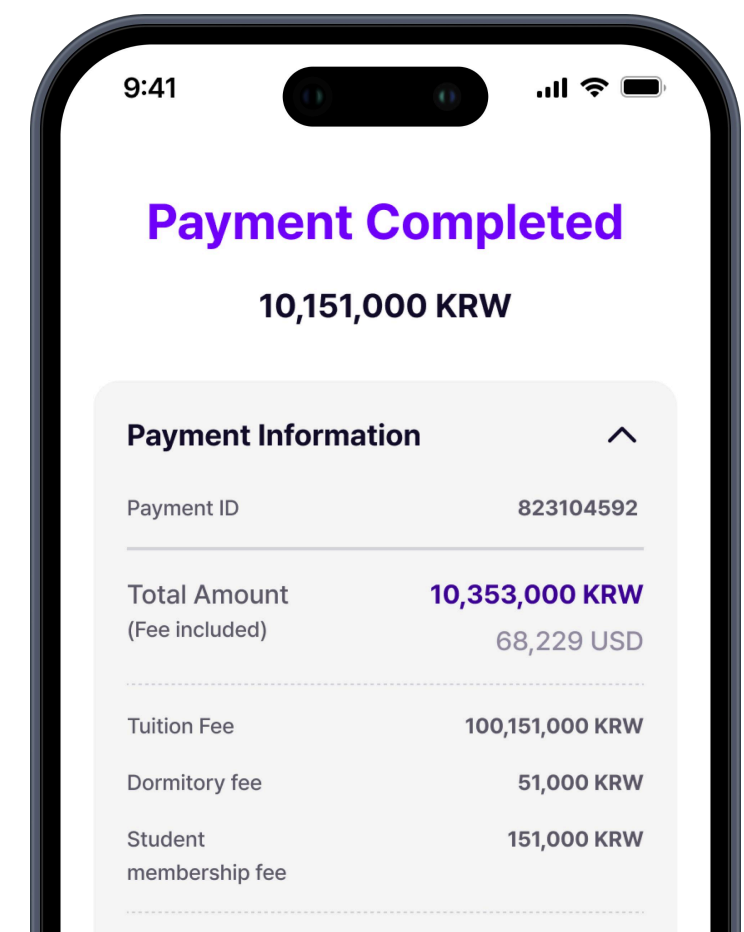 9:41
Payment Completed
10,151,000 KRW
Payment Information
Payment ID 823104592
Total Amount 10,353,000 KRW
(Fee included) 68,229 USD
Tuition Fee 100,151,000 KRW
Dormitory fee 51,000 KRW
Student 151,000 KRW
membership fee